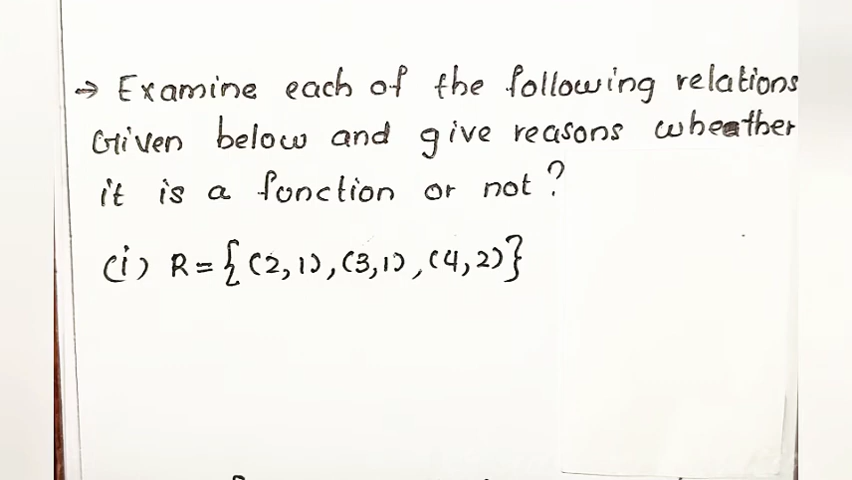 → Examine each of the following relations
Given below and give reasons wheather
it is a function or not?
(i) R = {(2,1), (3,1), (4,2)}